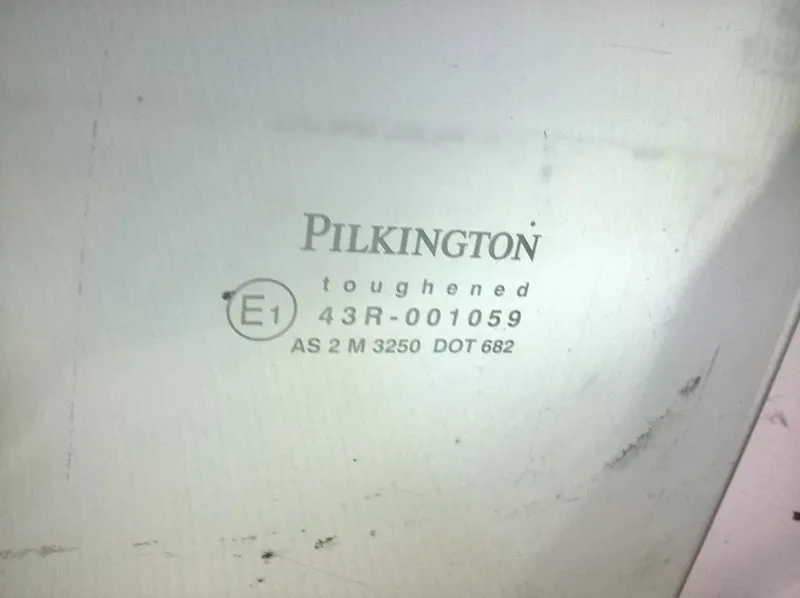 PILKINGTON
toughened
E1 43R-001059
AS 2 M 3250 DOT 682